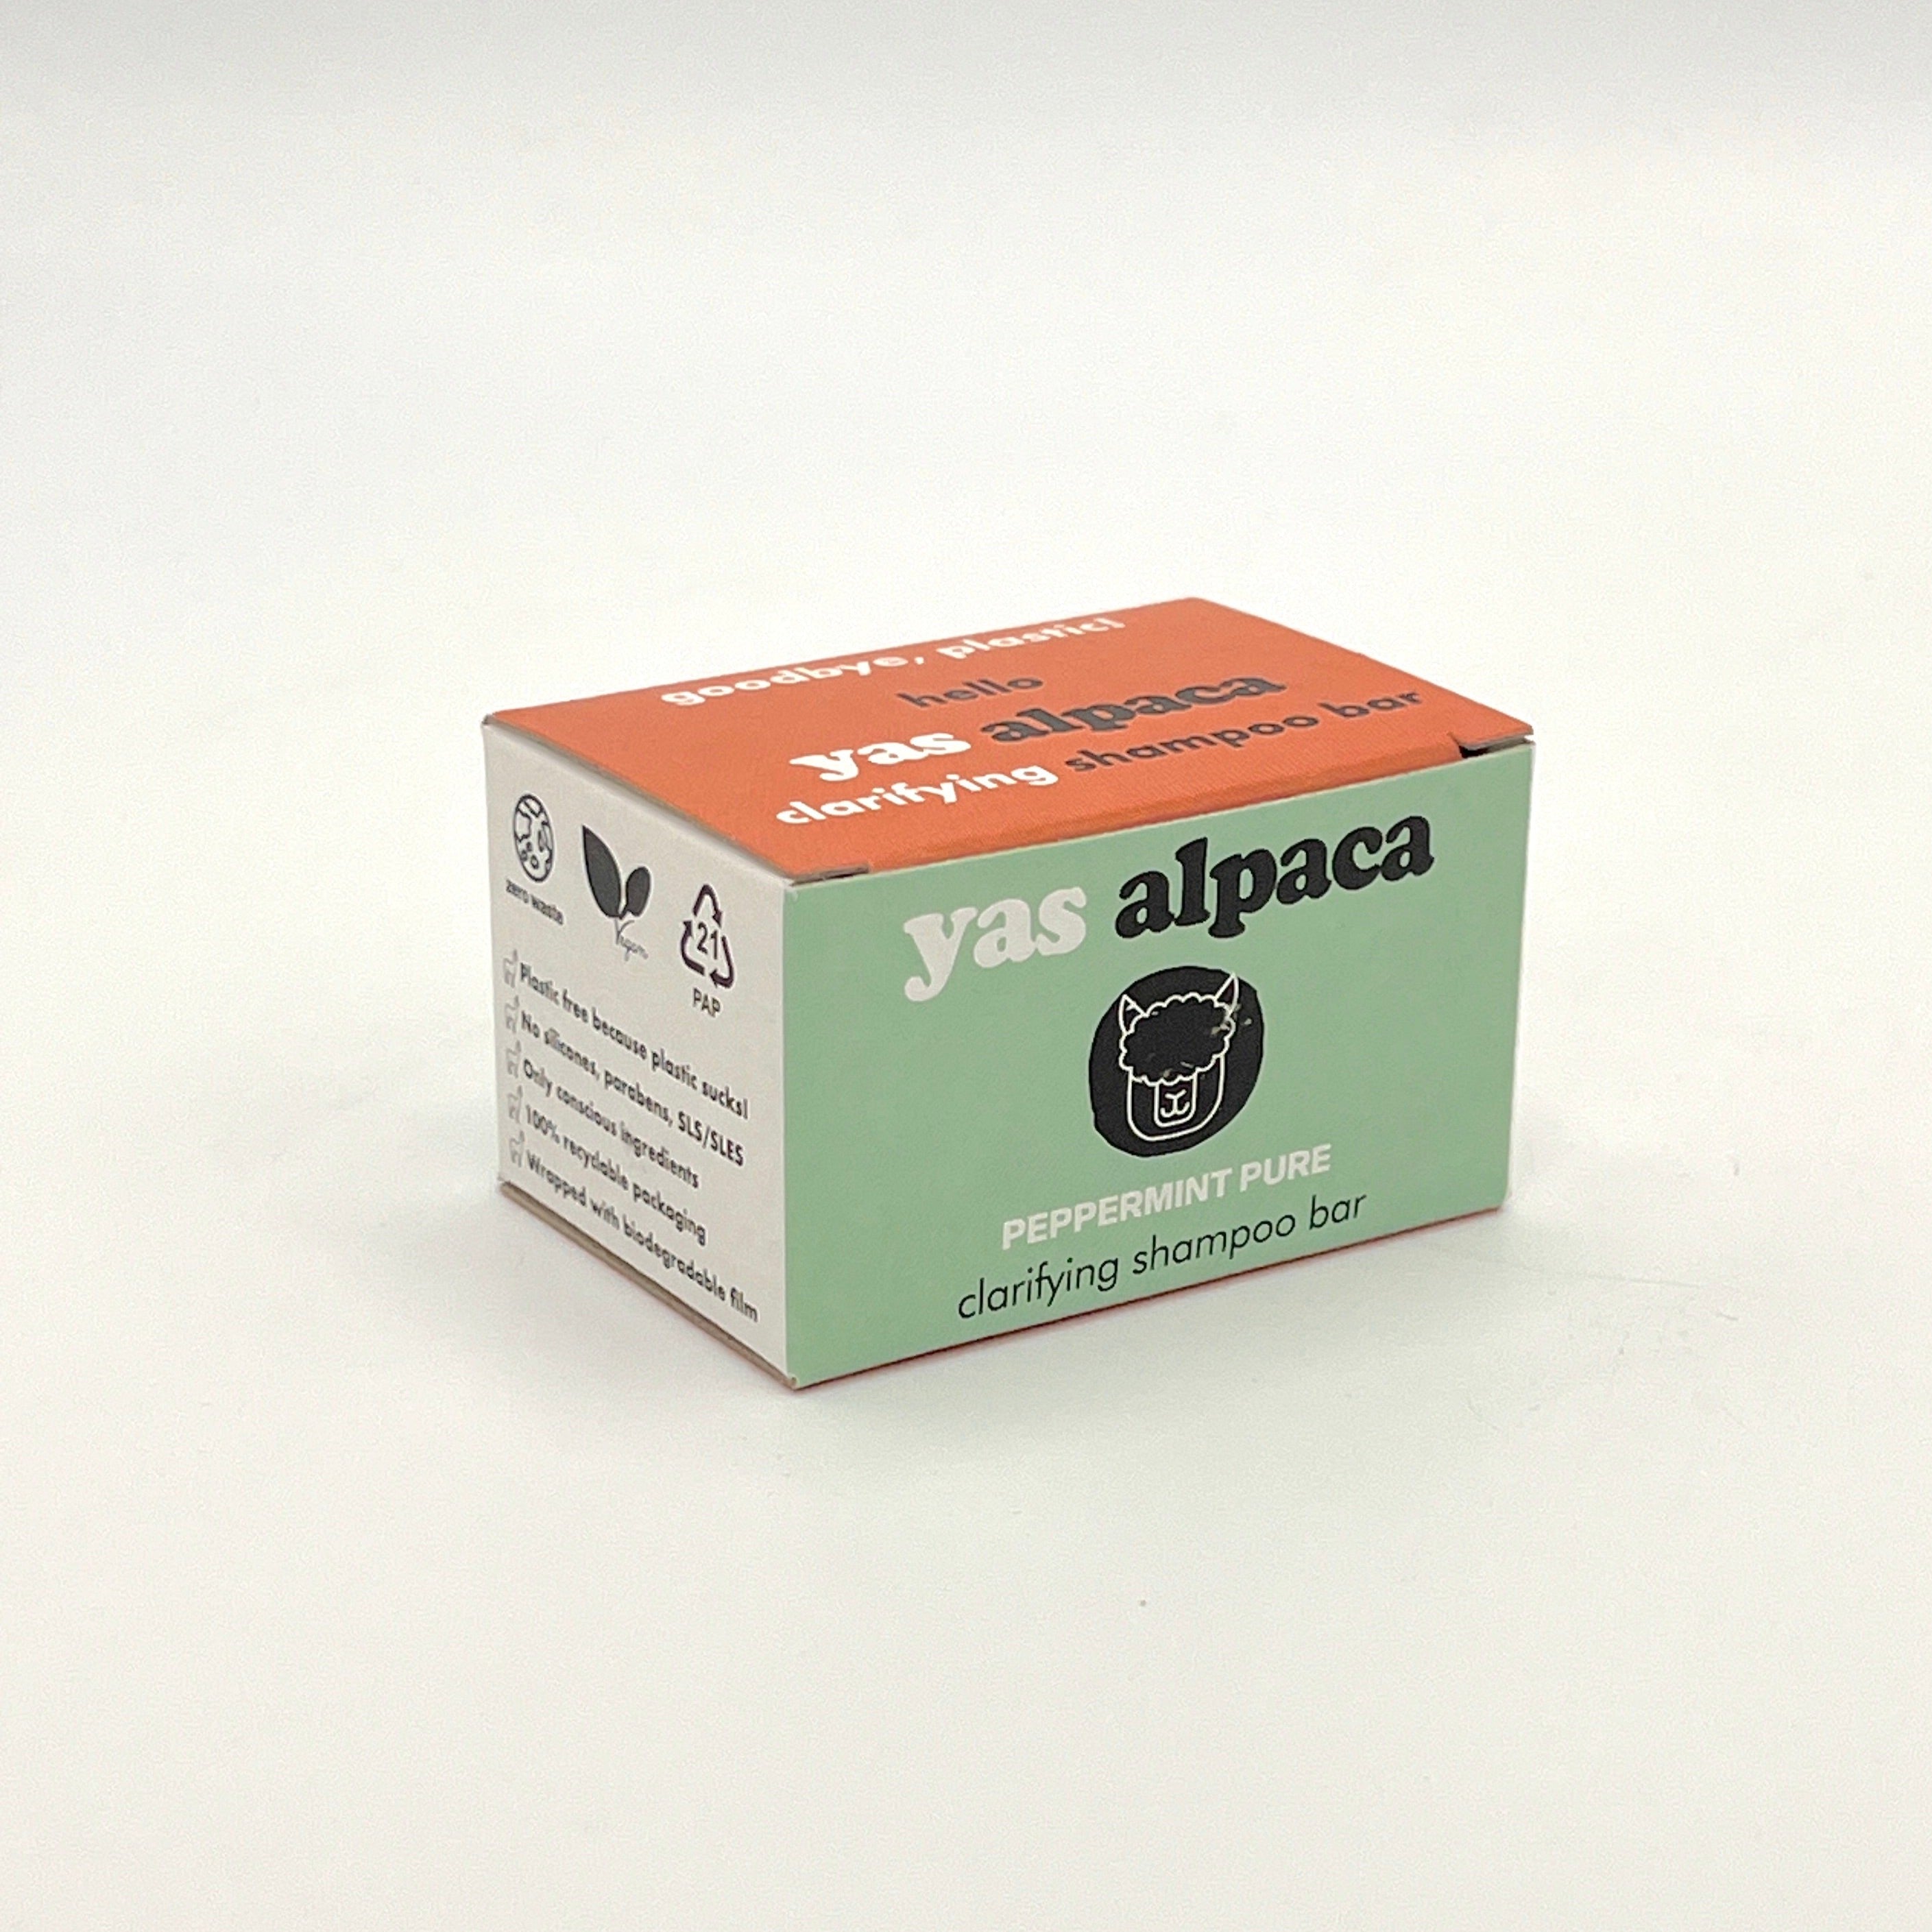 goodbye, plastic!
hello
yas alpaca
clarifying shampoo bar
yas alpaca
PEPPERMINT PURE
clarifying shampoo bar
zero waste
Vegan
21
PAP
Plastic free because plastic sucks!
No silicones, parabens, SLS/SLES
Only conscious ingredients
100% recyclable packaging
Wrapped with biodegradable film